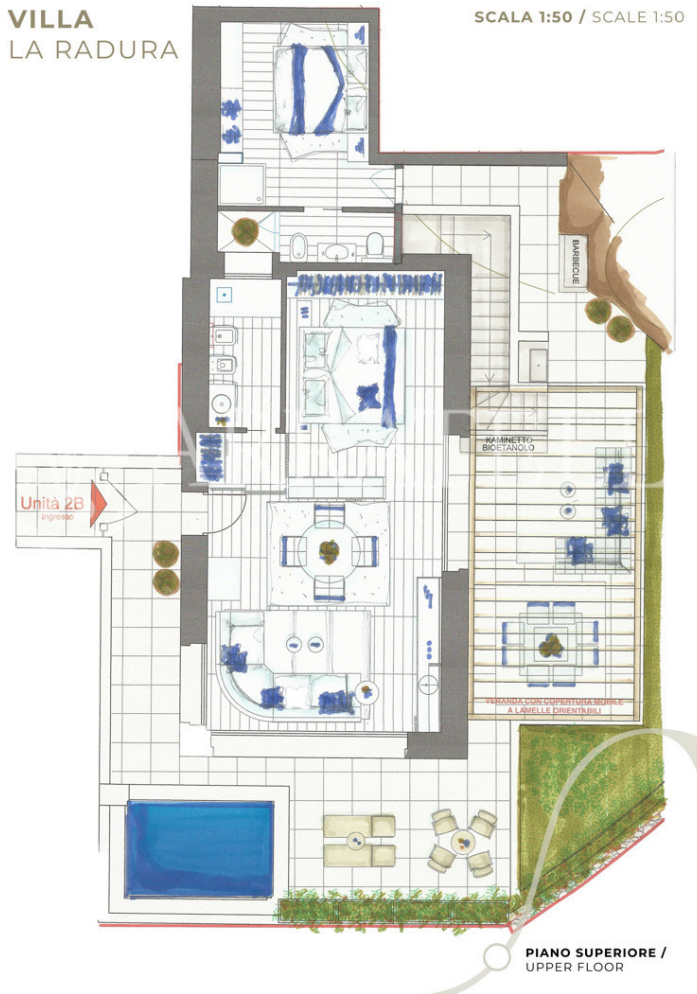 VILLA
LA RADURA
SCALA 1:50 / SCALE 1:50
BARBECUE
KAMINETTO
BIOETANOLO
Unità 2B
ingresso
VERANDA CON COPERTURA MOBILE
A LAMELLE ORIENTABILI
PIANO SUPERIORE /
UPPER FLOOR